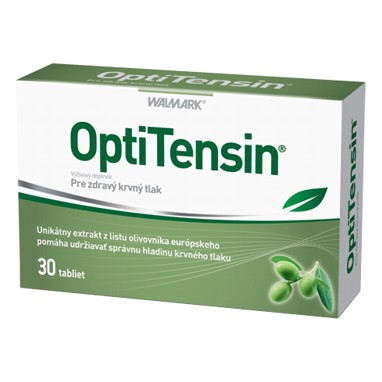 OptiTensin®
WALMARK®
OptiTensin®
Výživový doplnok
Pre zdravý krvný tlak
Unikátny extrakt z listu olivovníka európskeho
pomáha udržiavať správnu hladinu krvného tlaku
30 tabliet